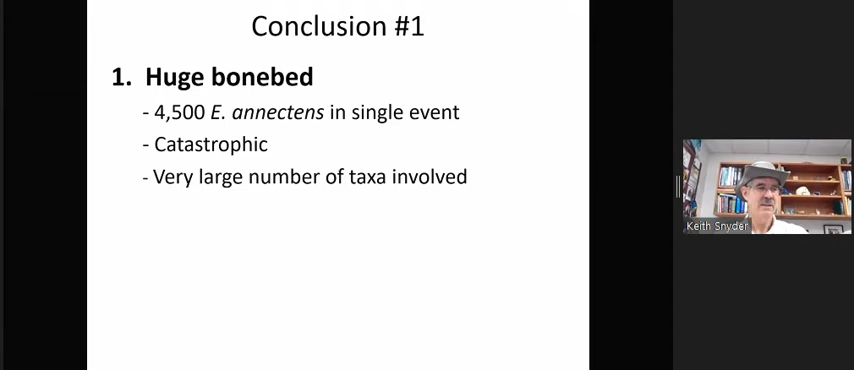 Conclusion #1
1. Huge bonebed
- 4,500 E. annectens in single event
- Catastrophic
- Very large number of taxa involved
Keith Snyder